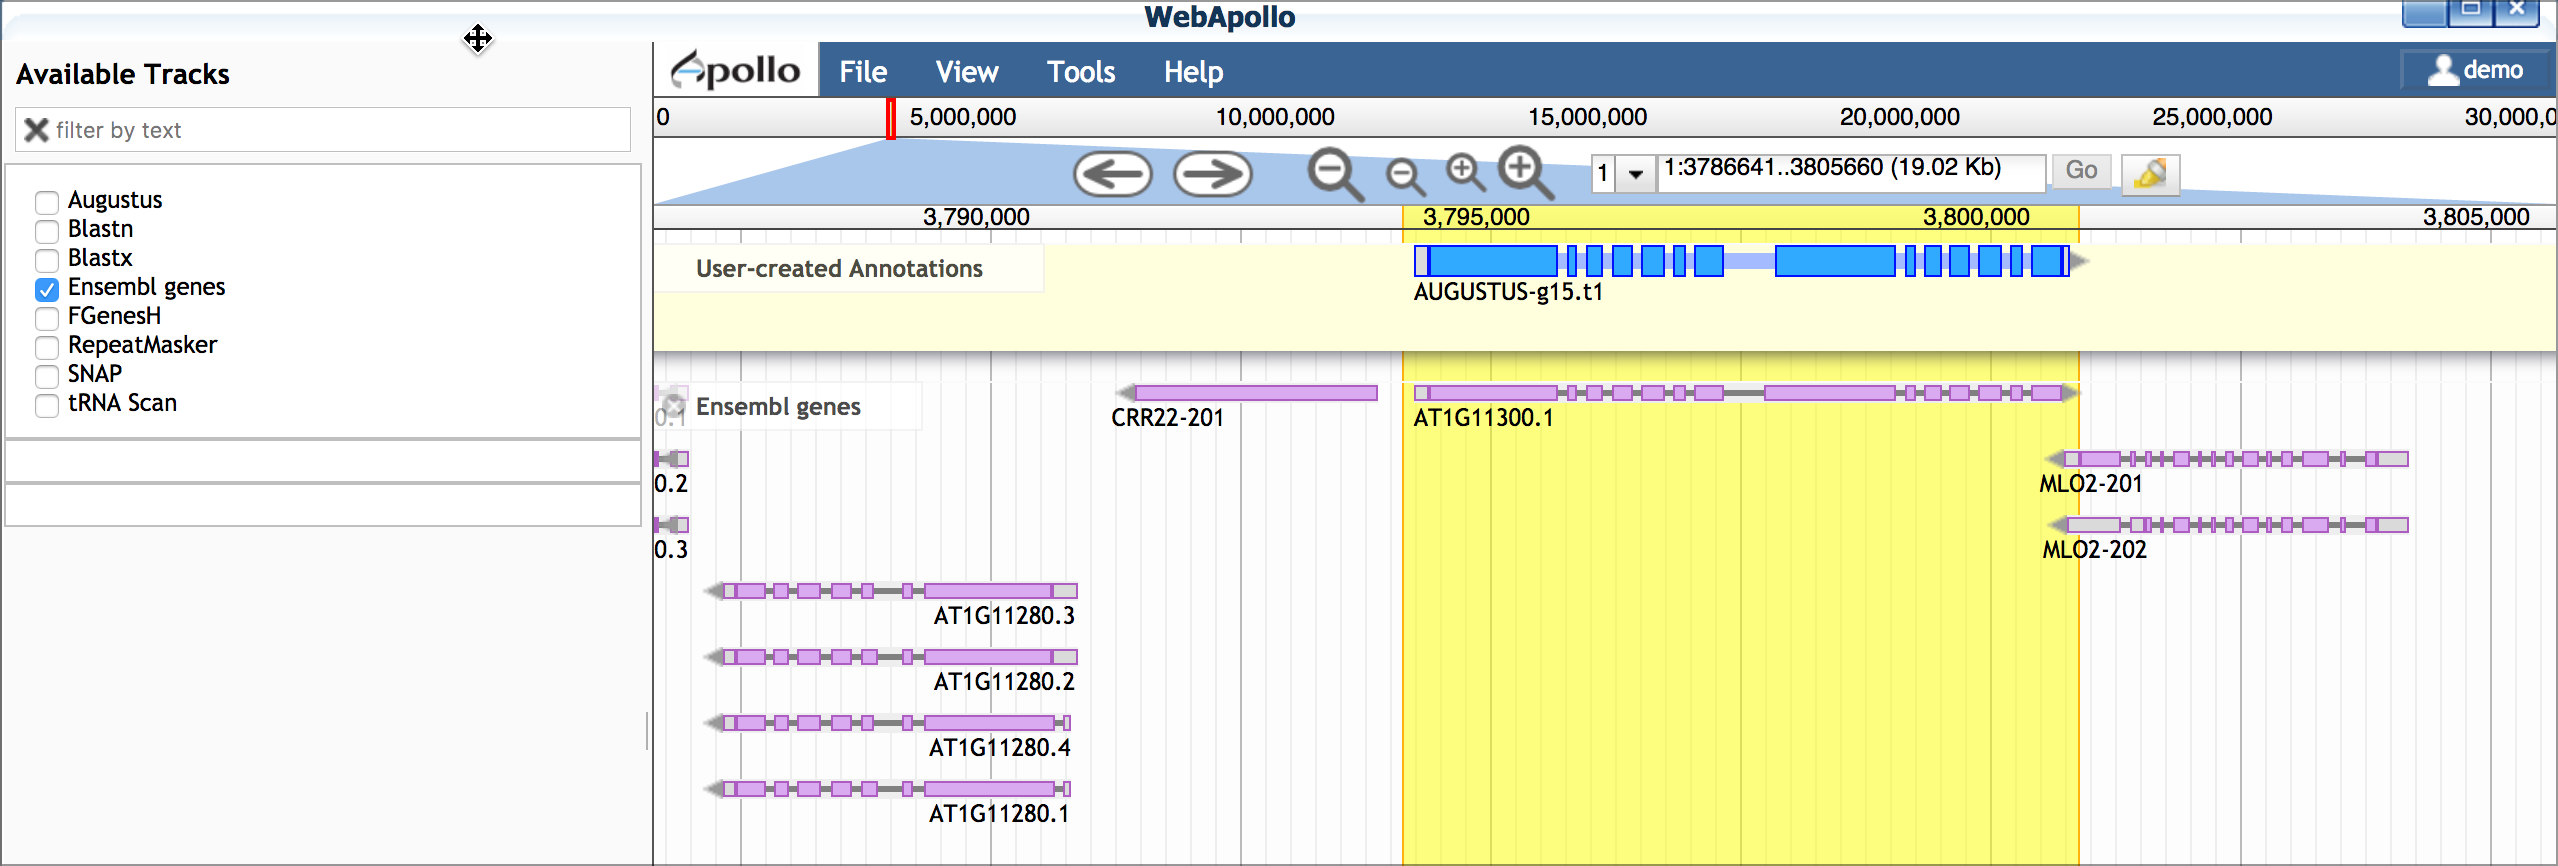 WebApollo
Available Tracks
filter by text
Augustus
Blastn
Blastx
Ensembl genes
FGenesH
RepeatMasker
SNAP
tRNA Scan
Apollo File View Tools Help demo
0 5,000,000 10,000,000 15,000,000 20,000,000 25,000,000 30,000,0
1 1:3786641..3805660 (19.02 Kb) Go
3,790,000 3,795,000 3,800,000 3,805,000
User-created Annotations
AUGUSTUS-g15.t1
Ensembl genes
0.1 CRR22-201 AT1G11300.1
0.2 MLO2-201
0.3 MLO2-202
AT1G11280.3
AT1G11280.2
AT1G11280.4
AT1G11280.1